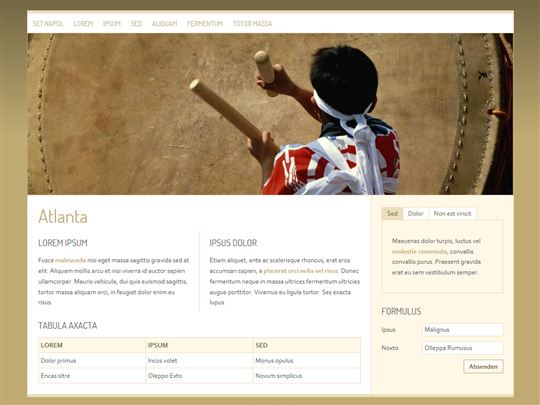 SET NAPOL LOREM IPSUM SED ALIQUAM FERMENTUM TOTOR MASSA
Atlanta
LOREM IPSUM
Fusce malesuada nisi eget massa sagittis gravida sed at
elit. Aliquam mollis arcu et nisi viverra id auctor sapien
ullamcorper. Mauris vehicula, dui quis euismod sagittis,
tortor massa aliquam orci, in feugiat dolor enim eu
risus.
IPSUS DOLOR
Etiam aliquet, ante ac scelerisque rhoncus, erat eros
accumsan sapien, a placerat orci nulla vel risus. Donec
fermentum neque in massa ultrices fermentum ultricies
augue porttitor. Vivamus eu ligula tortor. Ses exacta
lupus.
TABULA AXACTA
LOREM IPSUM SED
Dolor primus Incus volet Monus opulus
Encas sitre Oleppo Exto Novum simplicus
Sed Dolor Non est vincit
Maecenas dolor turpis, luctus vel
molestie commodo, convallis
convallis purus. Praesent gravida
erat eu sem vestibulum semper.
FORMULUS
Ipsus Malignus
Noxto Olleppa Rumusus
Absenden